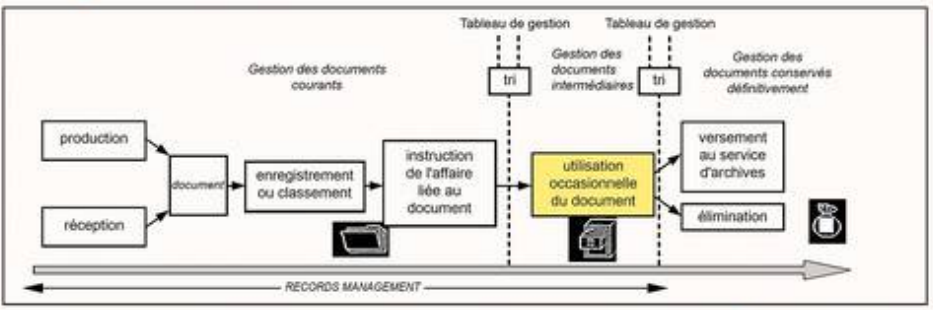 Tableau de gestion
Tableau de gestion
Gestion des documents
courants
tri
Gestion des
documents
intermédiaires
tri
Gestion des
documents conservés
définitivement
production
réception
document
enregistrement
ou classement
instruction
de l'affaire
liée au
document
utilisation
occasionnelle
du document
versement
au service
d'archives
élimination
RECORDS MANAGEMENT